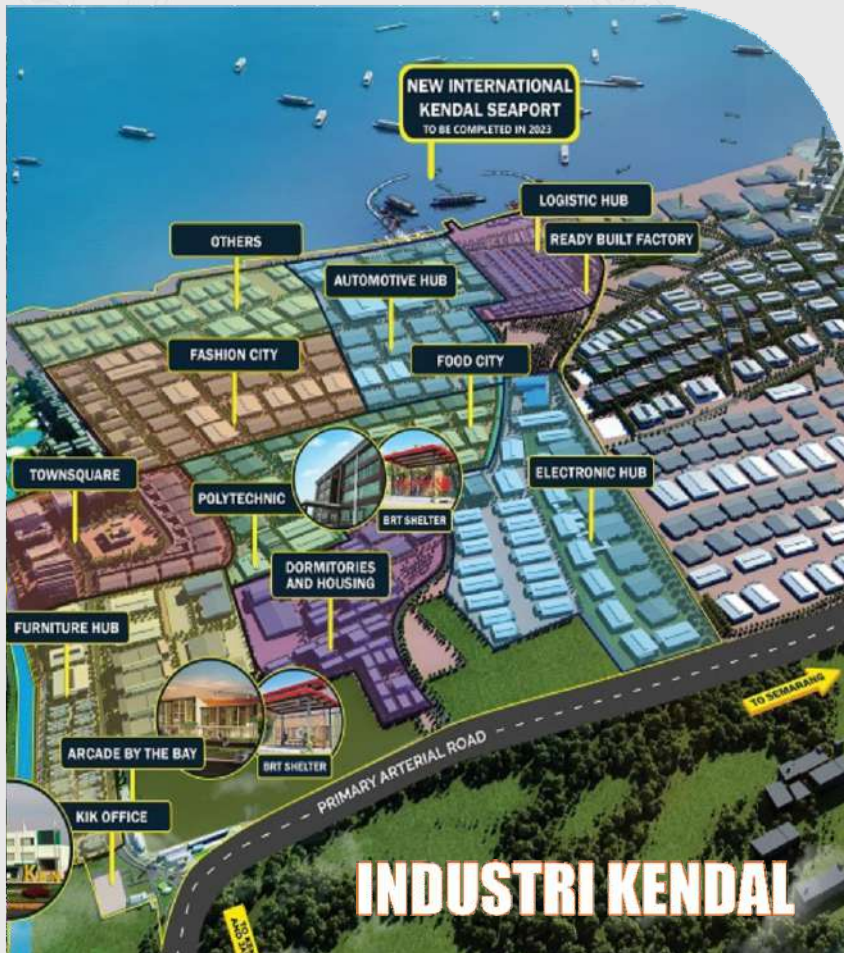 NEW INTERNATIONAL
KENDAL SEAPORT
TO BE COMPLETED IN 2023
LOGISTIC HUB
OTHERS
READY BUILT FACTORY
AUTOMOTIVE HUB
FASHION CITY
FOOD CITY
TOWNSQUARE
ELECTRONIC HUB
POLYTECHNIC
BRT SHELTER
DORMITORIES
AND HOUSING
FURNITURE HUB
TO SEMARANG
ARCADE BY THE BAY
BRT SHELTER
PRIMARY ARTERIAL ROAD
KIK OFFICE
INDUSTRI KENDAL